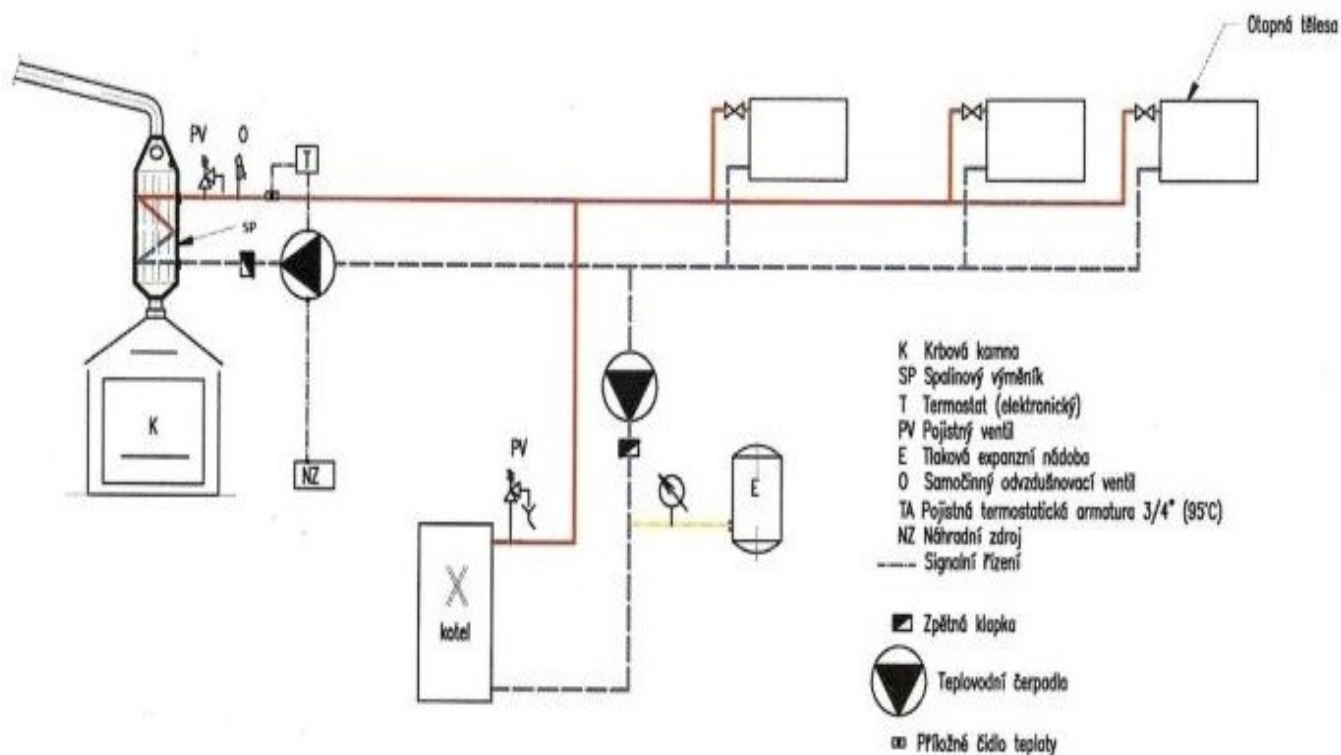 Otopná tělesa
PV
O
T
SP
K
NZ
PV
kotel
E
K Krbová kamna
SP Spalinový výměník
T Termostat (elektronický)
PV Pojistný ventil
E Tlaková expanzní nádoba
O Samočinný odvzdušnovací ventil
TA Pojistná termostatická armatura 3/4" (95°C)
NZ Náhradní zdroj
Signalní řízení
Zpětná klapka
Teplovodní čerpadla
Příložné čidlo teploty